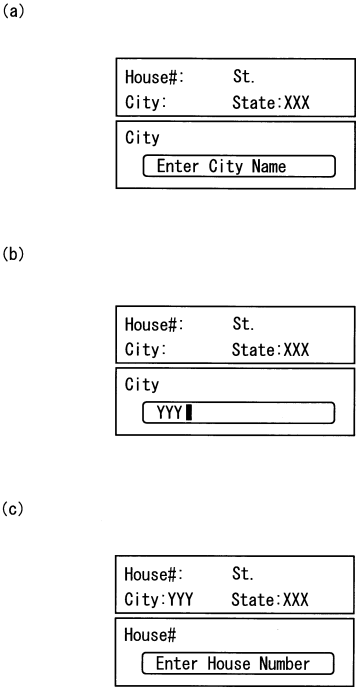 (a)
House#: St.
City: State:XXX
City
Enter City Name
(b)
House#: St.
City: State:XXX
City
YYY
(c)
House#: St.
City:YYY State:XXX
House#
Enter House Number